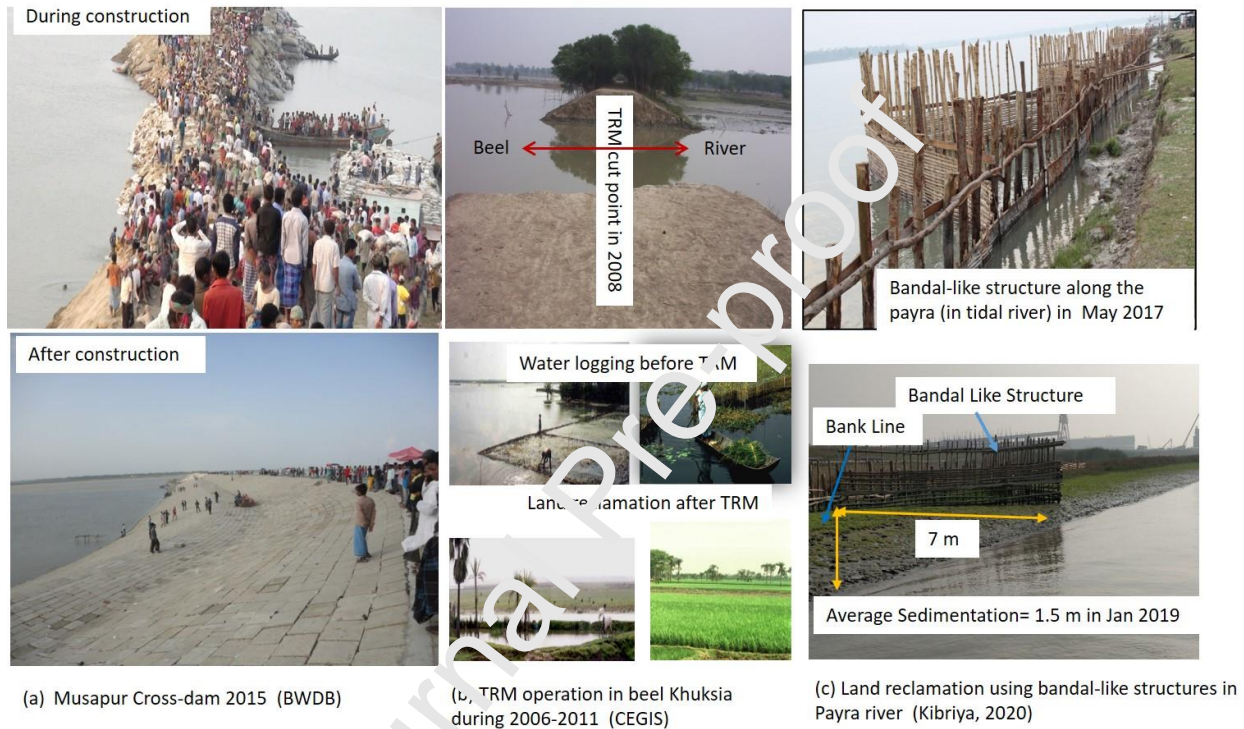 During construction
After construction
(a) Musapur Cross-dam 2015 (BWDB)
Beel
River
TRM cut point in 2008
Water logging before TRM
Land reclamation after TRM
(b) TRM operation in beel Khuksia
during 2006-2011 (CEGIS)
Bandal-like structure along the
payra (in tidal river) in May 2017
Bandal Like Structure
Bank Line
7 m
Average Sedimentation= 1.5 m in Jan 2019
(c) Land reclamation using bandal-like structures in
Payra river (Kibriya, 2020)
Journal Pre-proof